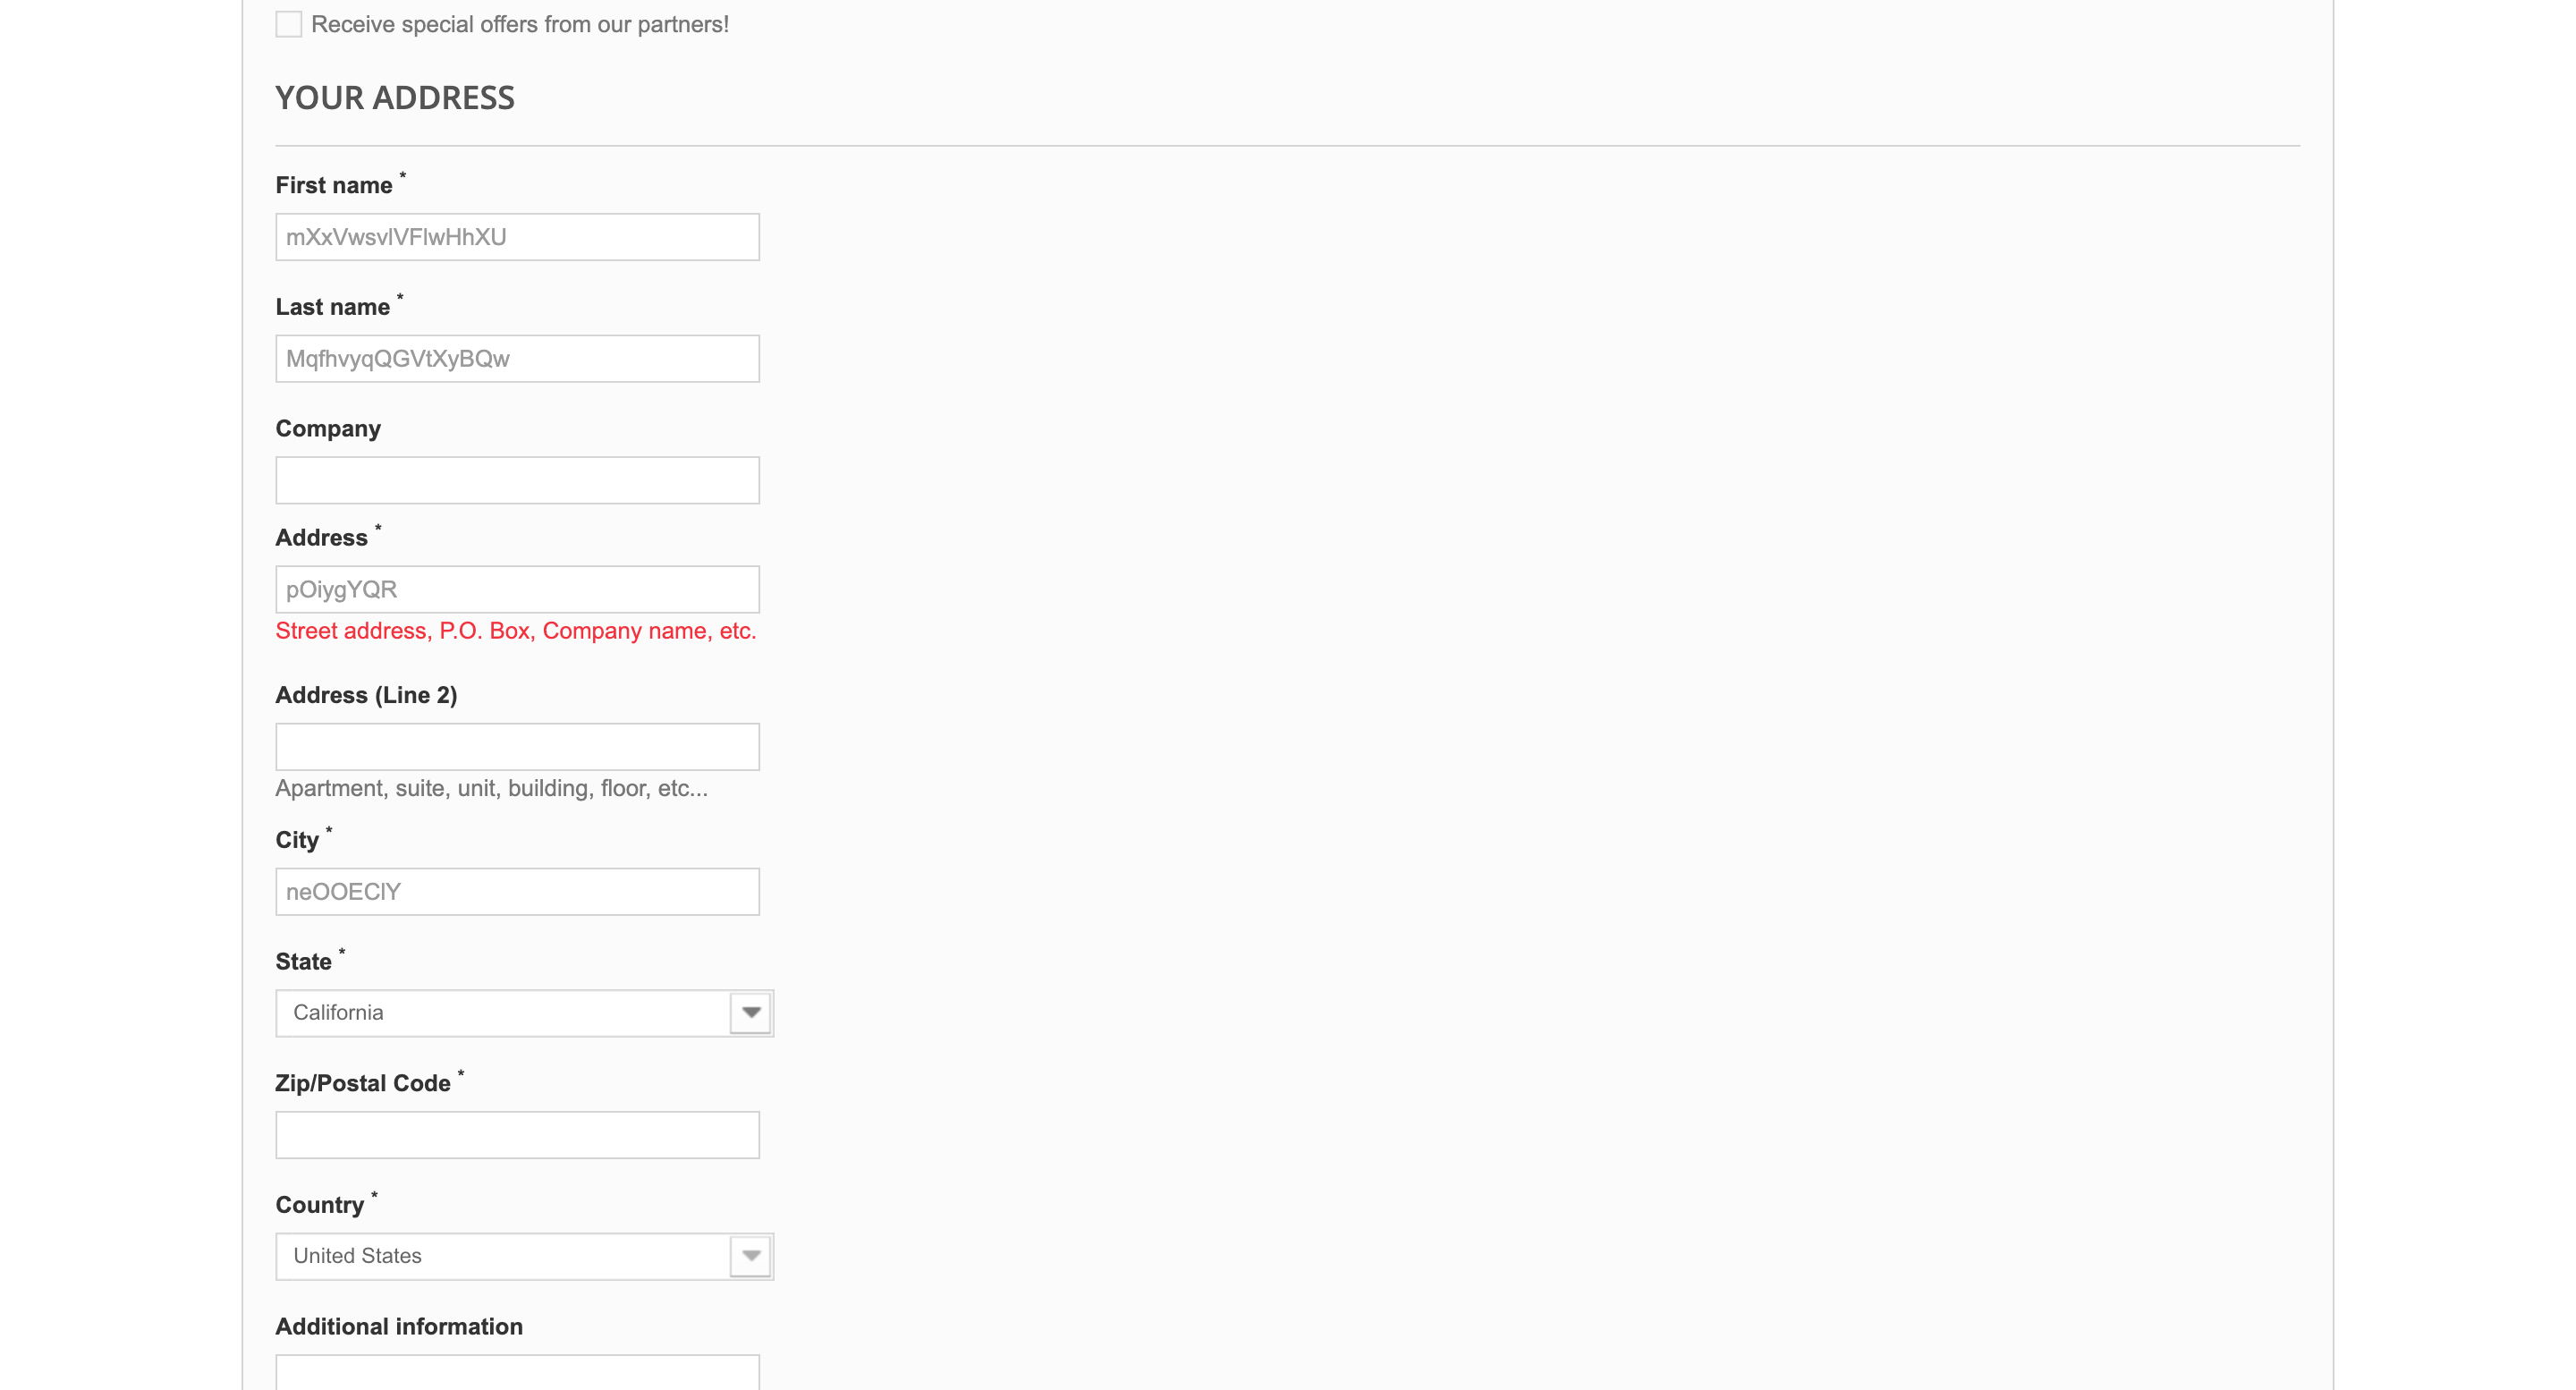 Receive special offers from our partners!
YOUR ADDRESS
First name *
mXxVwsvlVFlwHhXU
Last name *
MqfhvyqQGVtXyBQw
Company
Address *
pOiygYQR
Street address, P.O. Box, Company name, etc.
Address (Line 2)
Apartment, suite, unit, building, floor, etc...
City *
neOOEClY
State *
California
Zip/Postal Code *
Country *
United States
Additional information